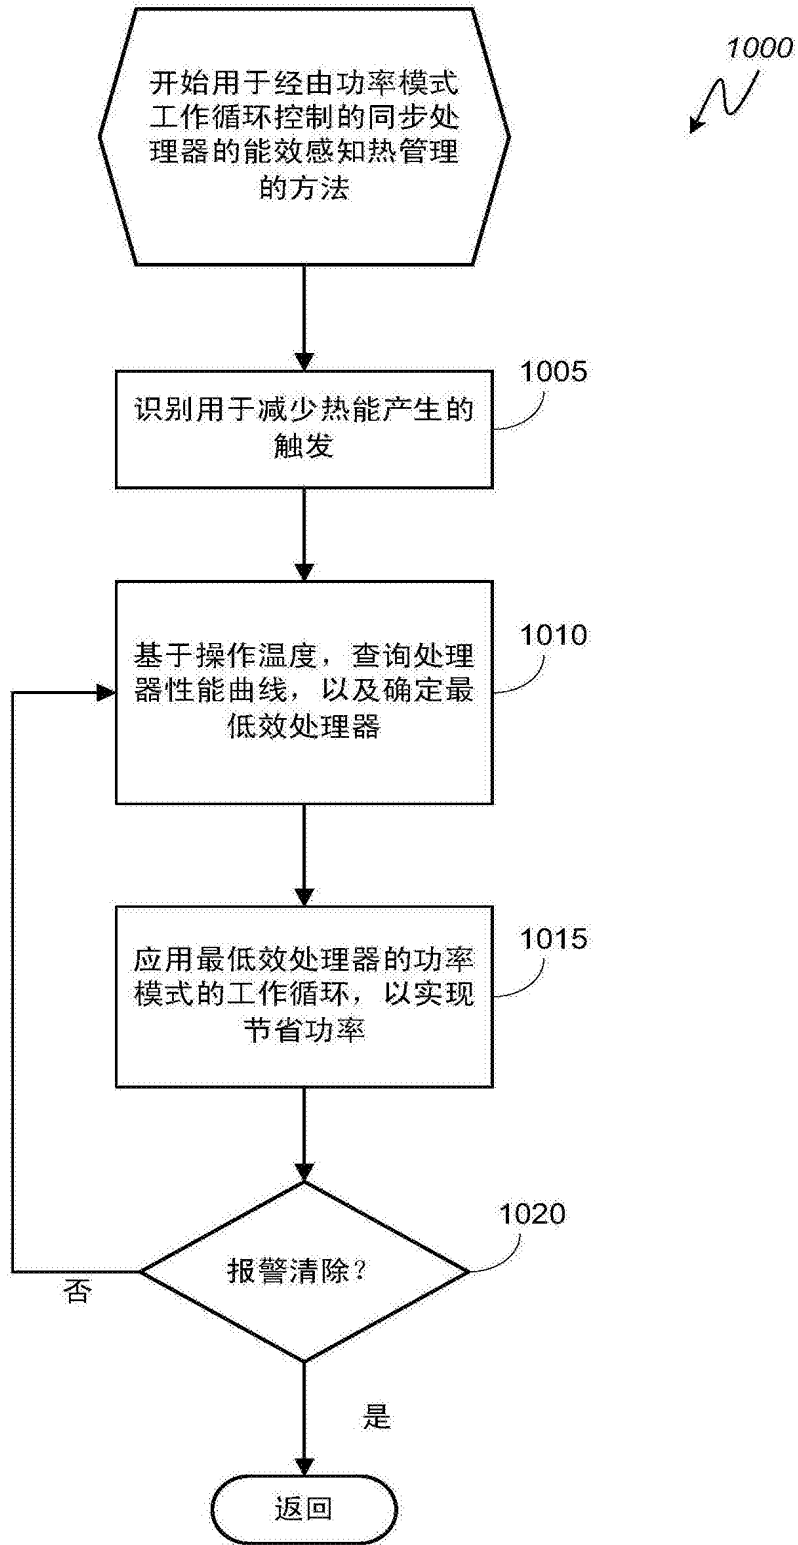 1000
开始用于经由功率模式
工作循环控制的同步处
理器的能效感知热管理
的方法
1005
识别用于减少热能产生的
触发
1010
基于操作温度，查询处理
器性能曲线，以及确定最
低效处理器
1015
应用最低效处理器的功率
模式的工作循环，以实现
节省功率
1020
报警清除？
否
是
返回